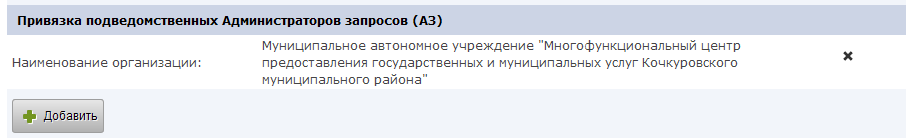 Привязка подведомственных Администраторов запросов (АЗ)
Наименование организации:
Муниципальное автономное учреждение "Многофункциональный центр
предоставления государственных и муниципальных услуг Кочкуровского
муниципального района"
Добавить